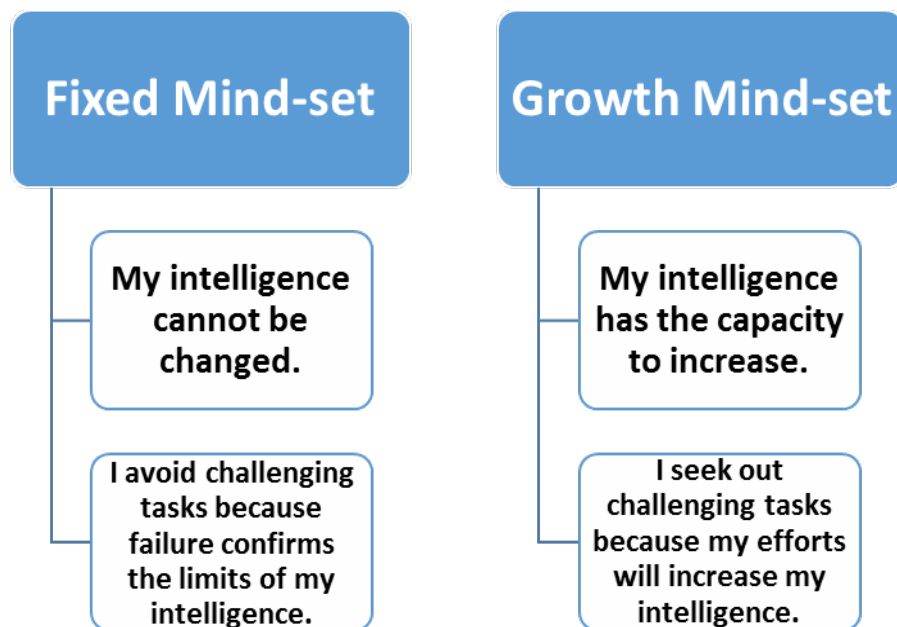 Fixed Mind-set
My intelligence
cannot be
changed.
I avoid challenging
tasks because
failure confirms
the limits of my
intelligence.
Growth Mind-set
My intelligence
has the capacity
to increase.
I seek out
challenging tasks
because my efforts
will increase my
intelligence.